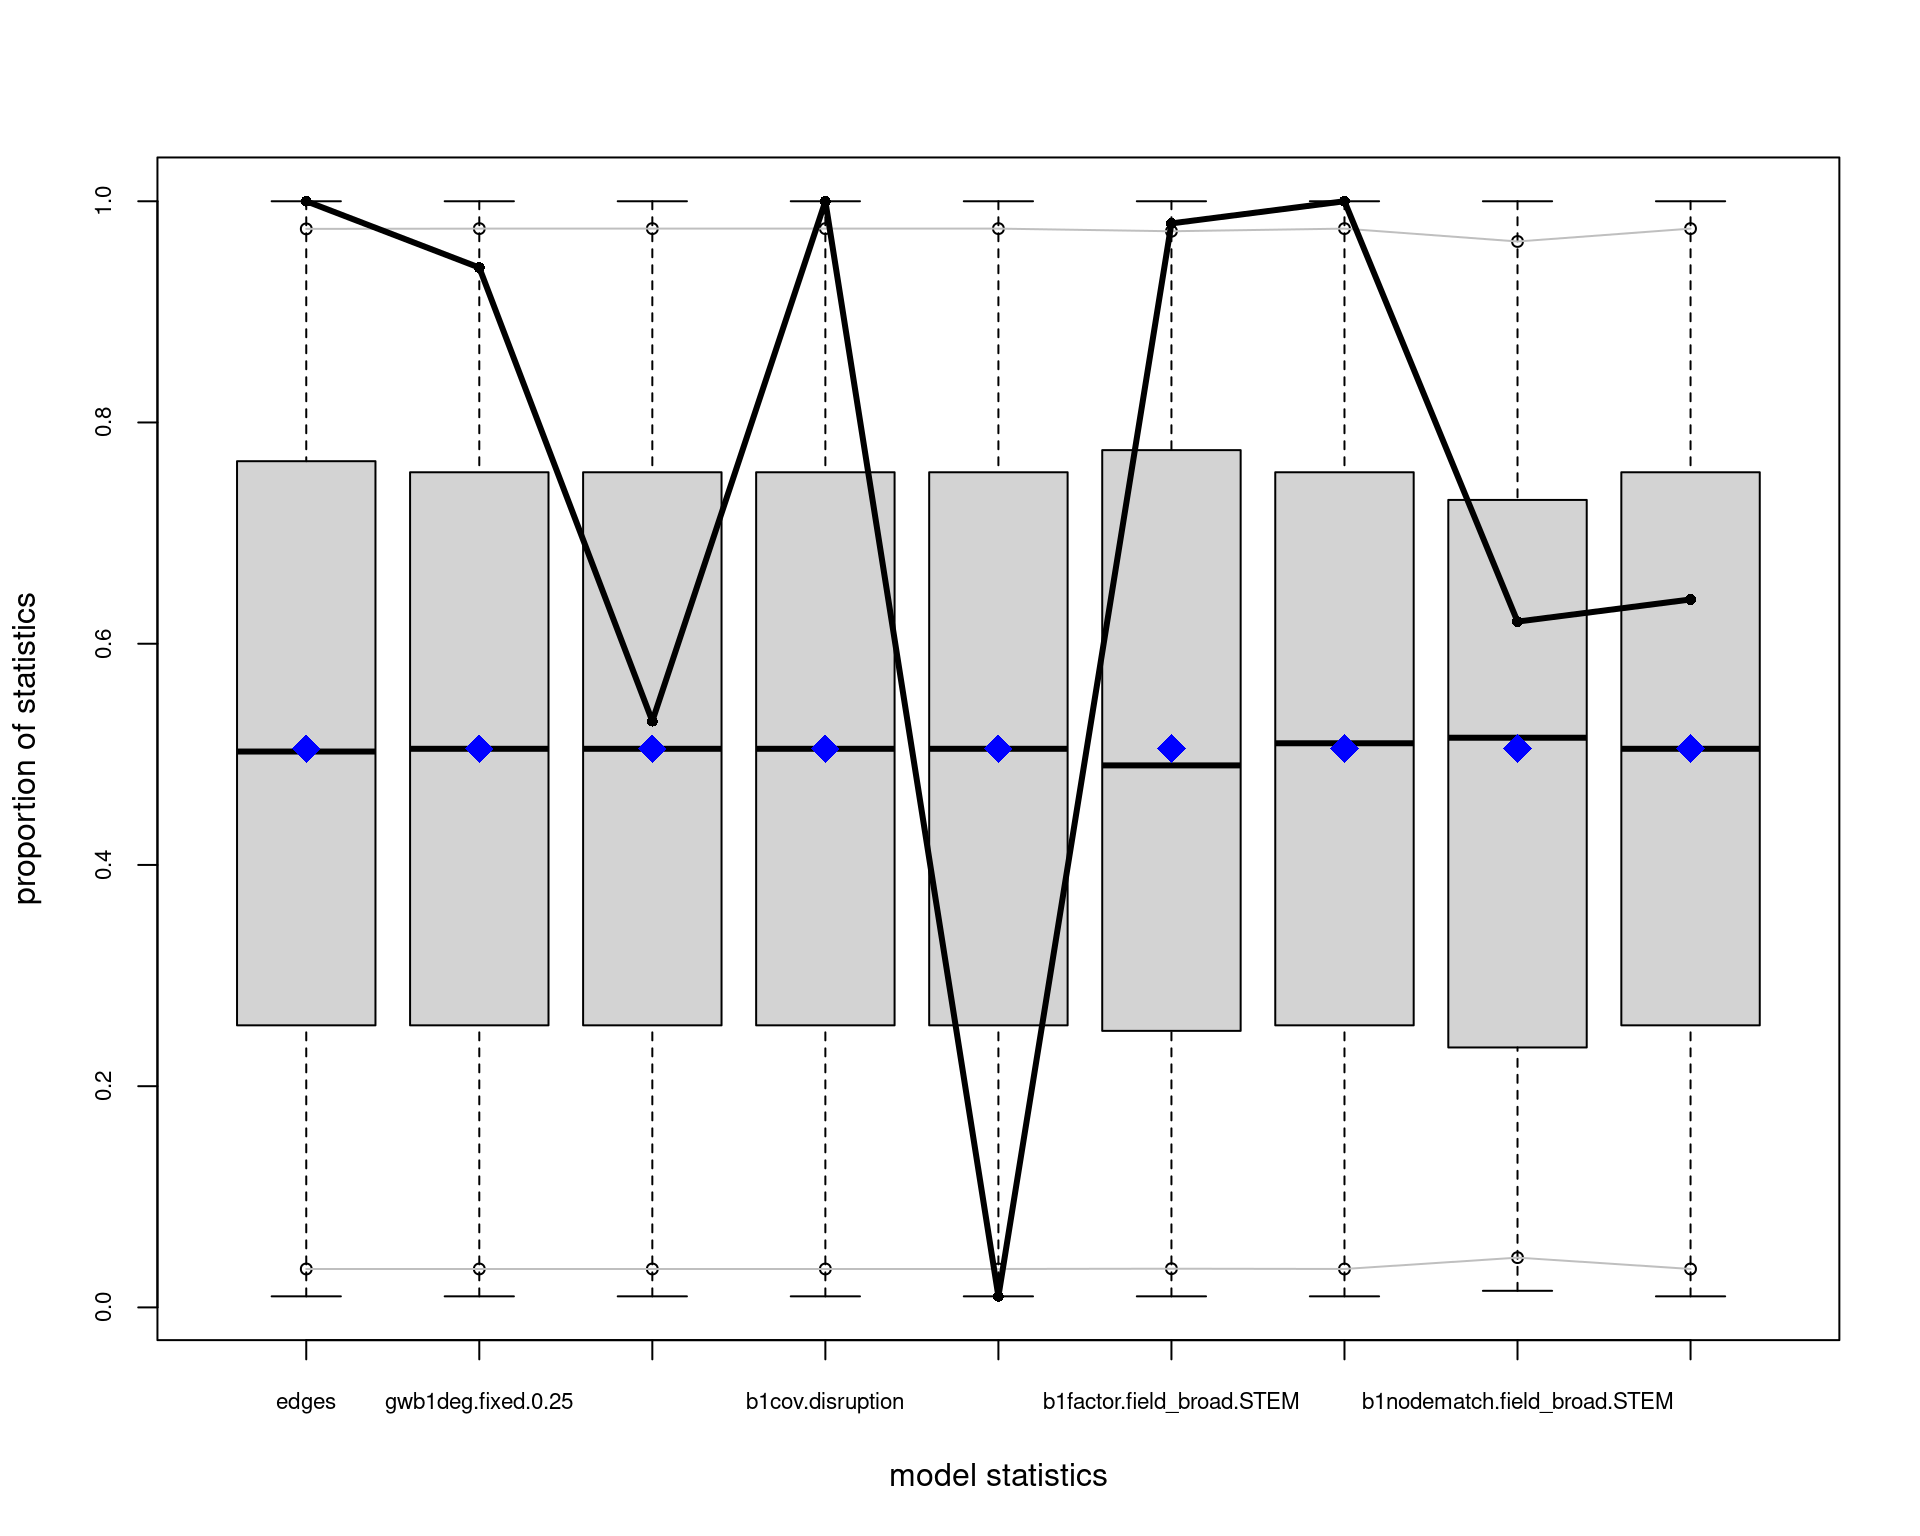 proportion of statistics
1.0
0.8
0.6
0.4
0.2
0.0
edges gwb1deg.fixed.0.25 b1cov.disruption b1factor.field_broad.STEM b1nodematch.field_broad.STEM
model statistics